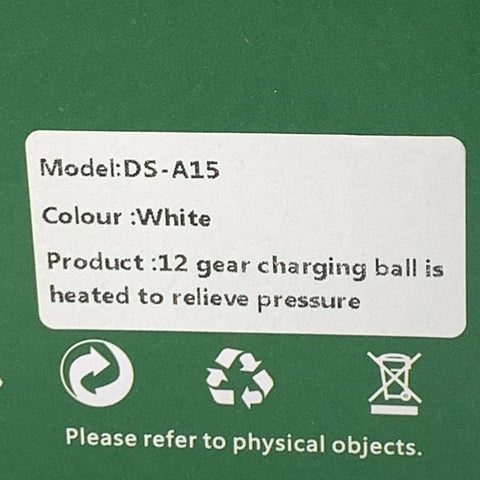 Model:DS-A15
Colour :White
Product :12 gear charging ball is
heated to relieve pressure
Please refer to physical objects.